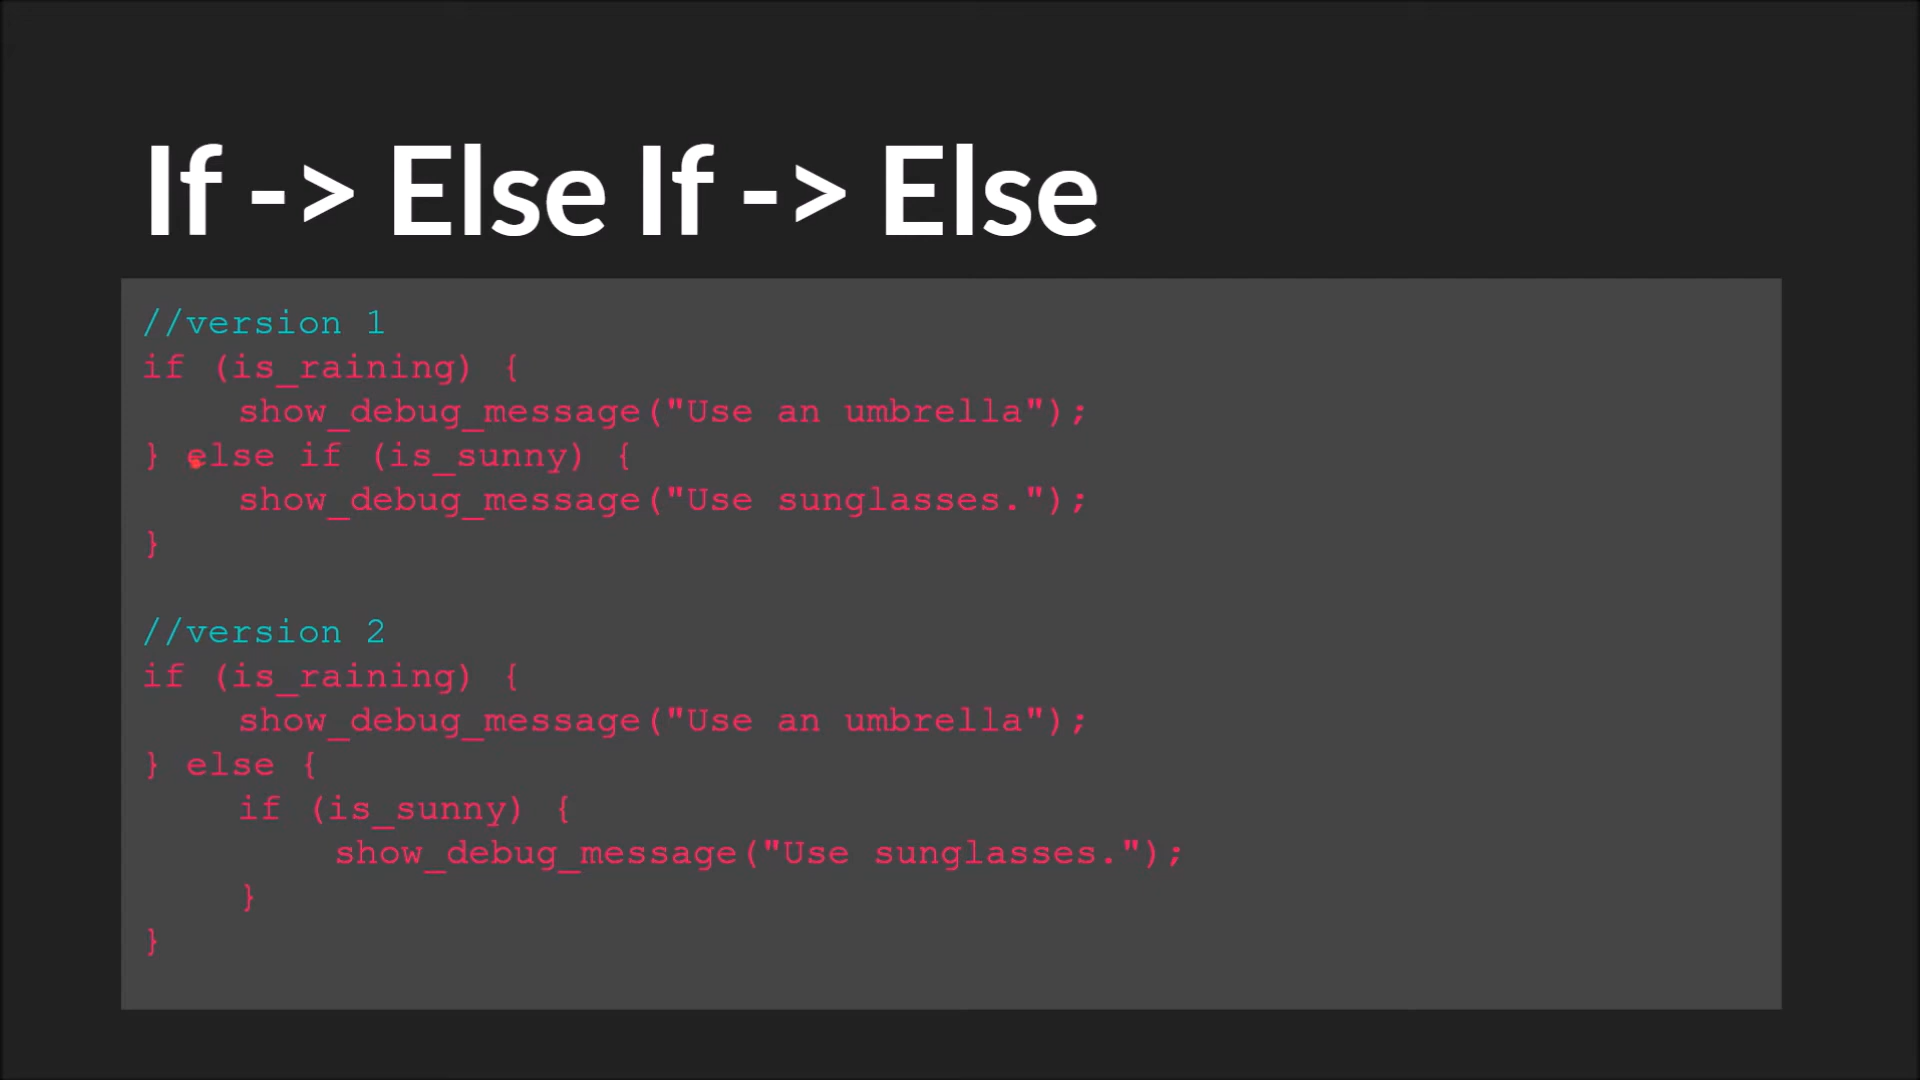 If -> Else If -> Else
//version 1
if (is_raining) {
show_debug_message("Use an umbrella");
} else if (is_sunny) {
show_debug_message("Use sunglasses.");
}
//version 2
if (is_raining) {
show_debug_message("Use an umbrella");
} else {
if (is_sunny) {
show_debug_message("Use sunglasses.");
}
}